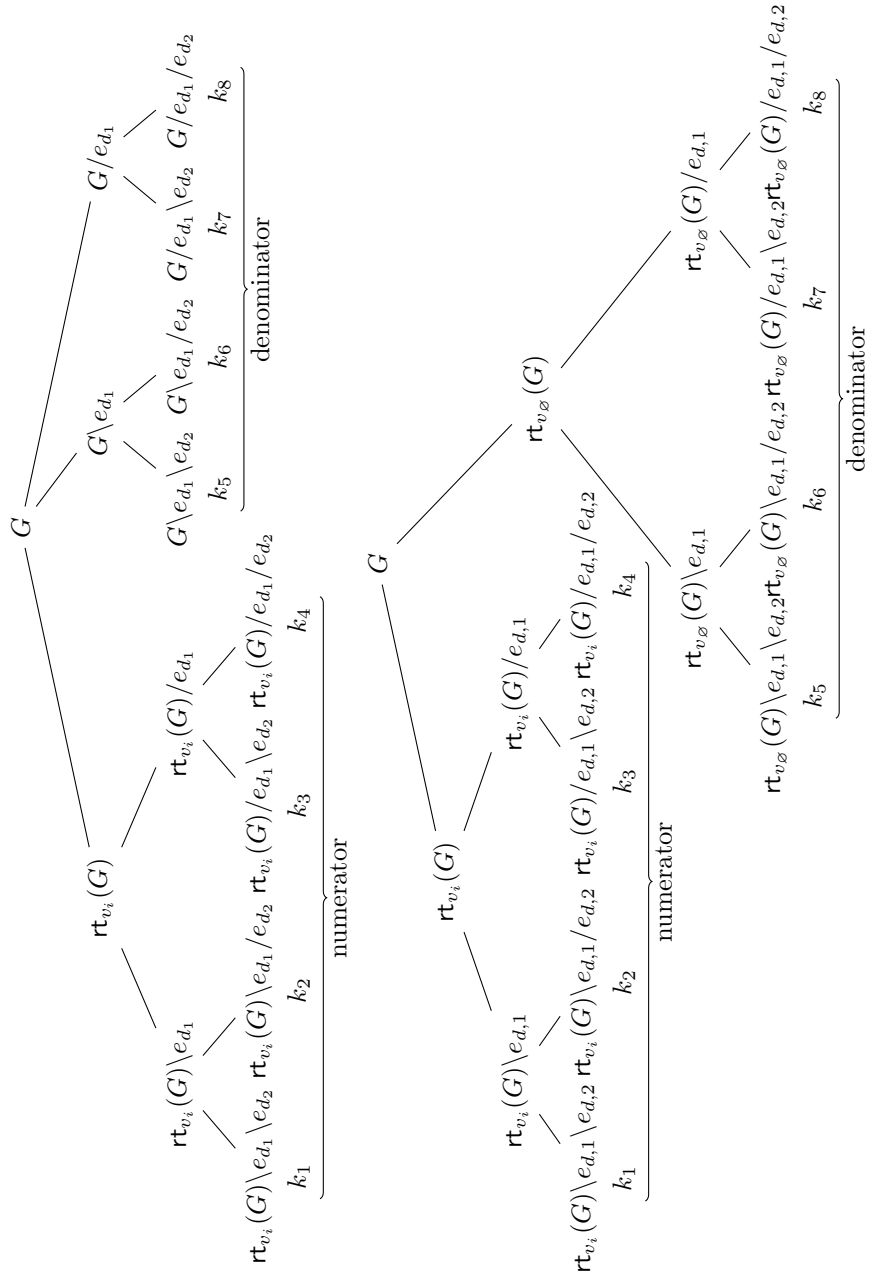 G
rt_{v_i}(G) G\e_{d_1} G/e_{d_1}
rt_{v_i}(G)\e_{d_1} rt_{v_i}(G)/e_{d_1} G\e_{d_1}\e_{d_2} G\e_{d_1}/e_{d_2} G/e_{d_1}\e_{d_2} G/e_{d_1}/e_{d_2}
k_5 k_6 k_7 k_8
rt_{v_i}(G)\e_{d_1}\e_{d_2} rt_{v_i}(G)\e_{d_1}/e_{d_2} rt_{v_i}(G)/e_{d_1}\e_{d_2} rt_{v_i}(G)/e_{d_1}/e_{d_2} denominator
k_1 k_2 k_3 k_4
numerator
G
rt_{v_i}(G)
rt_{v_i}(G)\e_{d,1} rt_{v_i}(G)/e_{d,1} rt_{v_∅}(G)
rt_{v_i}(G)\e_{d,1}\e_{d,2} rt_{v_i}(G)\e_{d,1}/e_{d,2} rt_{v_i}(G)/e_{d,1}\e_{d,2} rt_{v_i}(G)/e_{d,1}/e_{d,2}
k_1 k_2 k_3 k_4
numerator
rt_{v_∅}(G)\e_{d,1} rt_{v_∅}(G)/e_{d,1}
rt_{v_∅}(G)\e_{d,1}\e_{d,2} rt_{v_∅}(G)\e_{d,1}/e_{d,2} rt_{v_∅}(G)/e_{d,1}\e_{d,2} rt_{v_∅}(G)/e_{d,1}/e_{d,2}
k_5 k_6 k_7 k_8
denominator